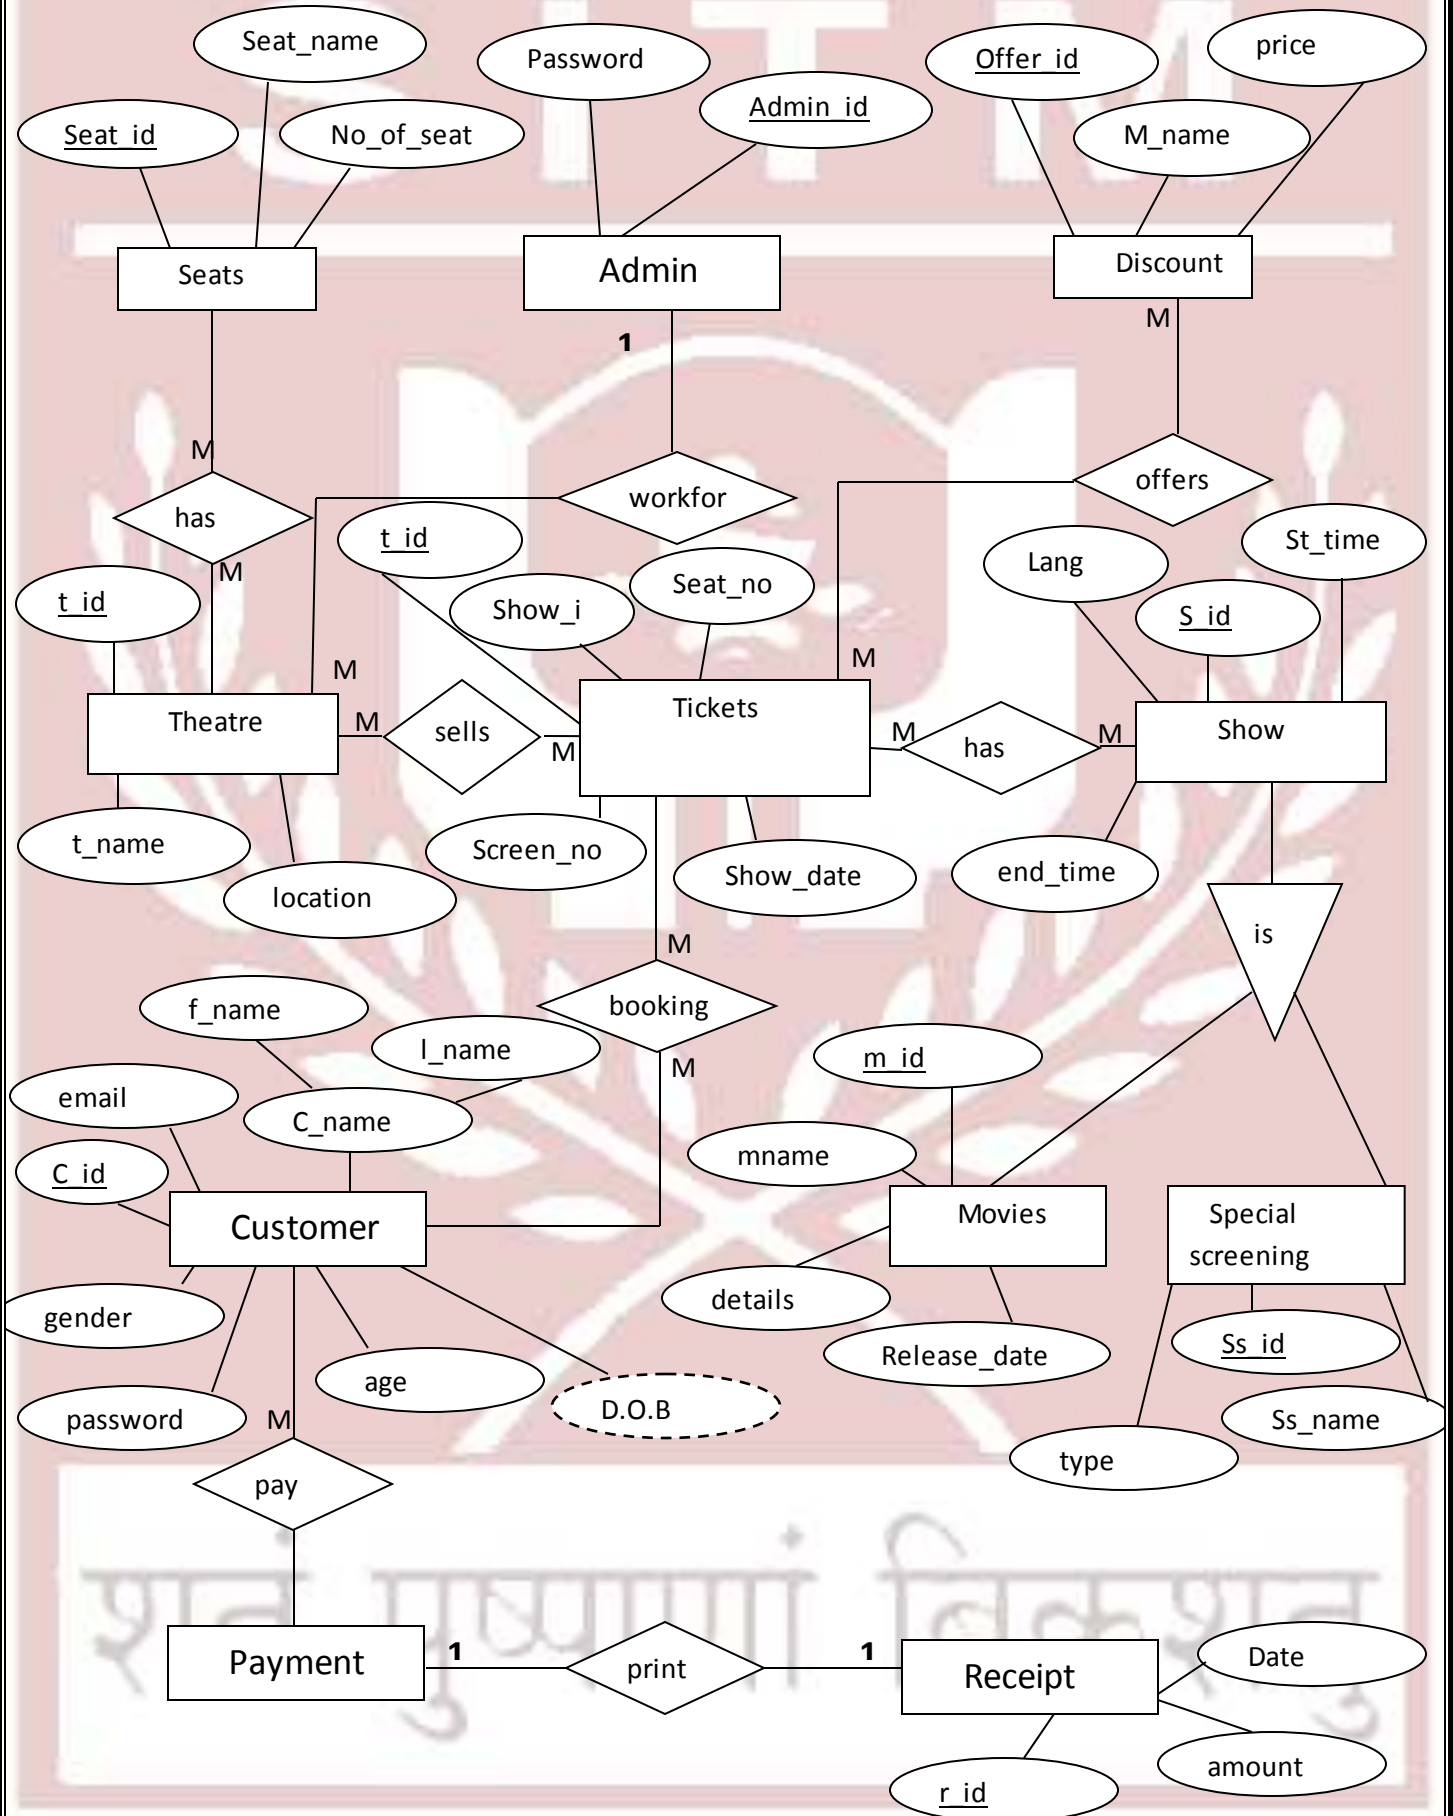 SITM
Seat_name
Password
Offer_id
price
Seat_id
No_of_seat
Admin_id
M_name
Seats
Admin
Discount
1
M
M
has
workfor
offers
M
t_id
t_id
Show_i
Seat_no
Lang
S_id
St_time
M
M
Theatre
M
sells
M
Tickets
M
has
M
Show
t_name
location
Screen_no
Show_date
end_time
is
M
booking
M
f_name
l_name
email
C_name
C_id
m_id
mname
Customer
Movies
Special
screening
gender
details
Ss_id
password
age
D.O.B
Release_date
Ss_name
type
M
pay
Payment
1
print
1
Receipt
Date
amount
r_id